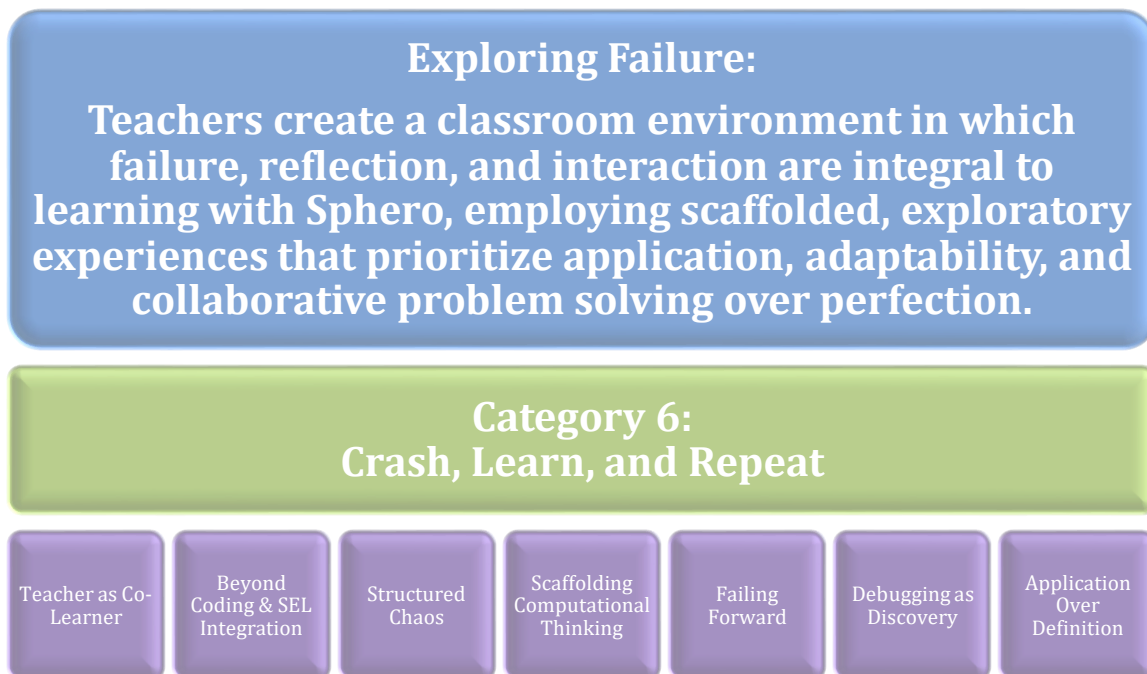 Exploring Failure:
Teachers create a classroom environment in which
failure, reflection, and interaction are integral to
learning with Sphero, employing scaffolded, exploratory
experiences that prioritize application, adaptability, and
collaborative problem solving over perfection.
Category 6:
Crash, Learn, and Repeat
Teacher as Co-
Learner
Beyond
Coding & SEL
Integration
Structured
Chaos
Scaffolding
Computational
Thinking
Failing
Forward
Debugging as
Discovery
Application
Over
Definition